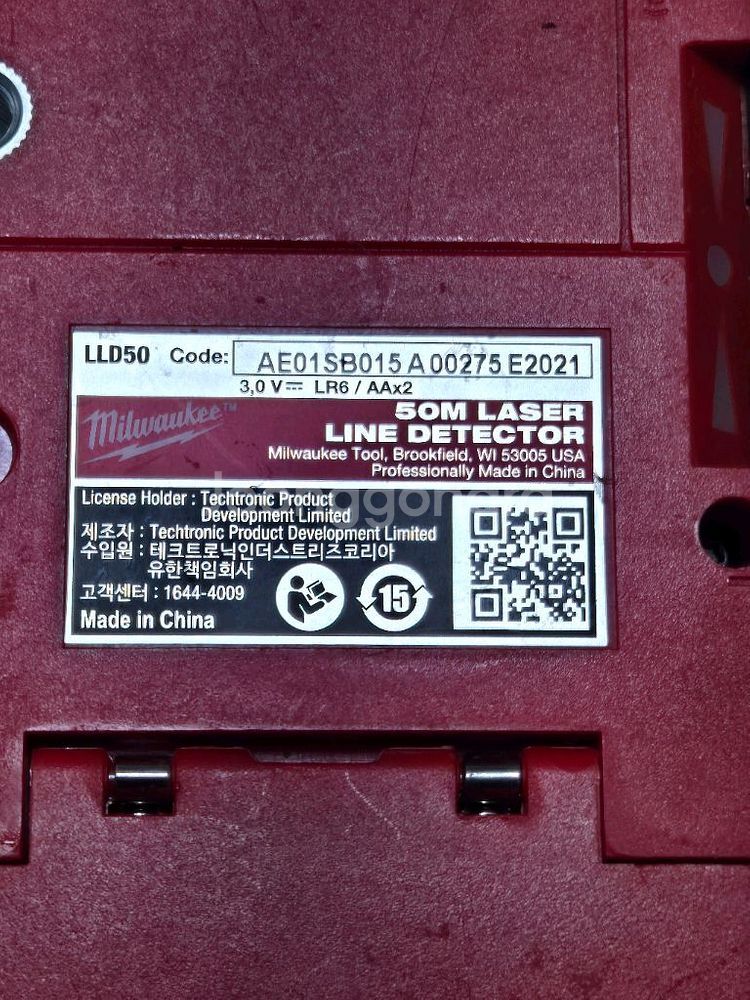 LLD50 Code: AE01SB015 A 00275 E2021
3,0 V⎓ LR6 / AAx2
Milwaukee™
50M LASER
LINE DETECTOR
Milwaukee Tool, Brookfield, WI 53005 USA
Professionally Made in China
License Holder : Techtronic Product
Development Limited
제조자 : Techtronic Product Development Limited
수입원 : 테크트로닉인더스트리즈코리아
유한책임회사
고객센터 : 1644-4009
15
Made in China